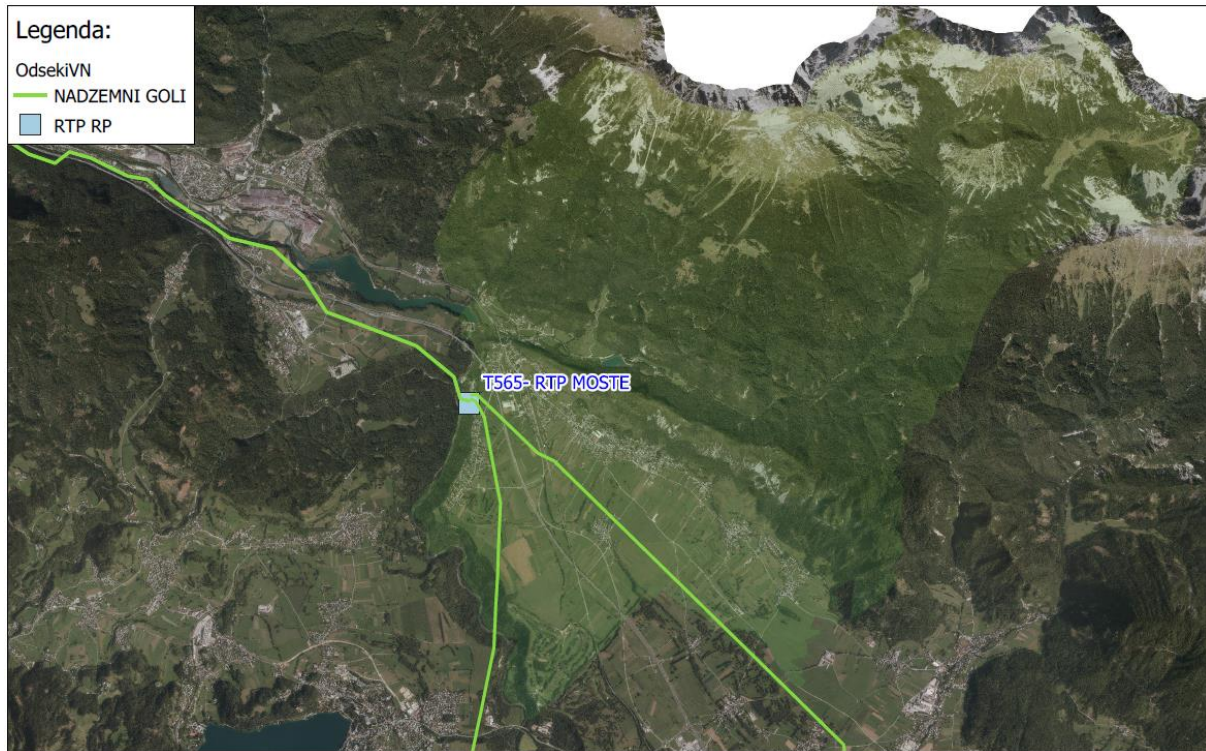 Legenda:
OdsekiVN
NADZEMNI GOLI
RTP RP
T565- RTP MOSTE